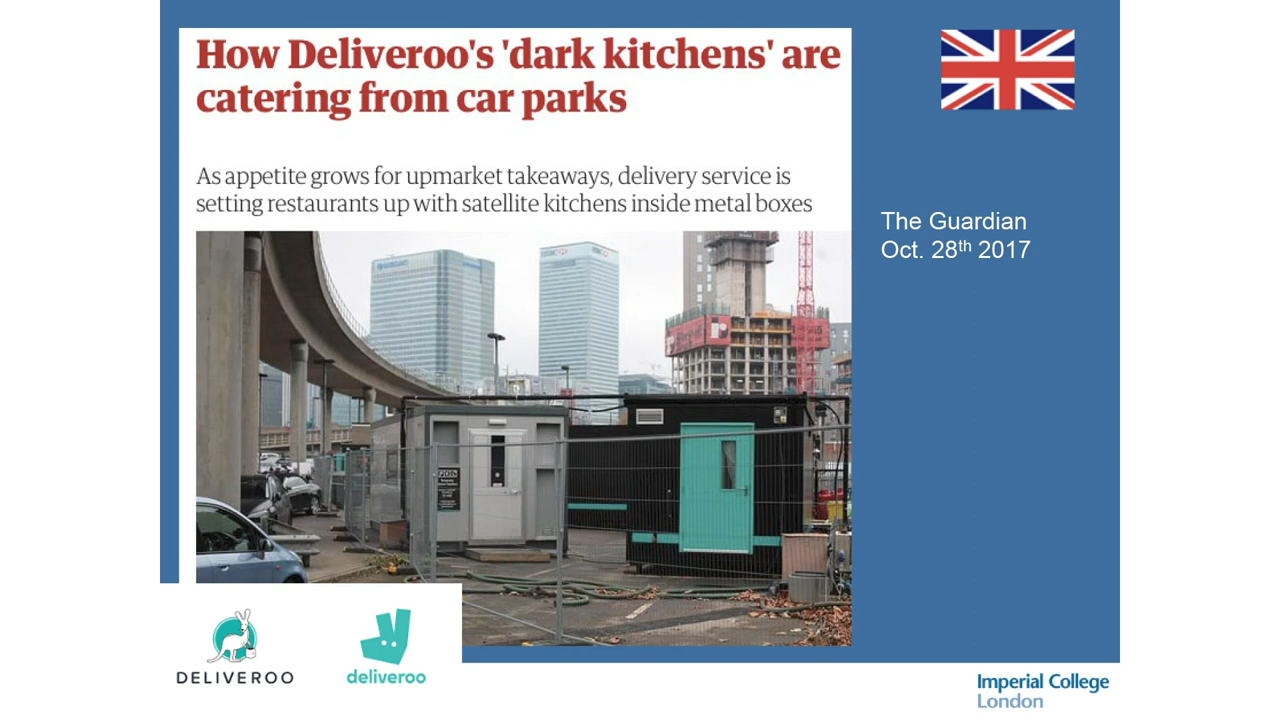 How Deliveroo's 'dark kitchens' are
catering from car parks
As appetite grows for upmarket takeaways, delivery service is
setting restaurants up with satellite kitchens inside metal boxes
The Guardian
Oct. 28th 2017
DELIVEROO
deliveroo
Imperial College
London